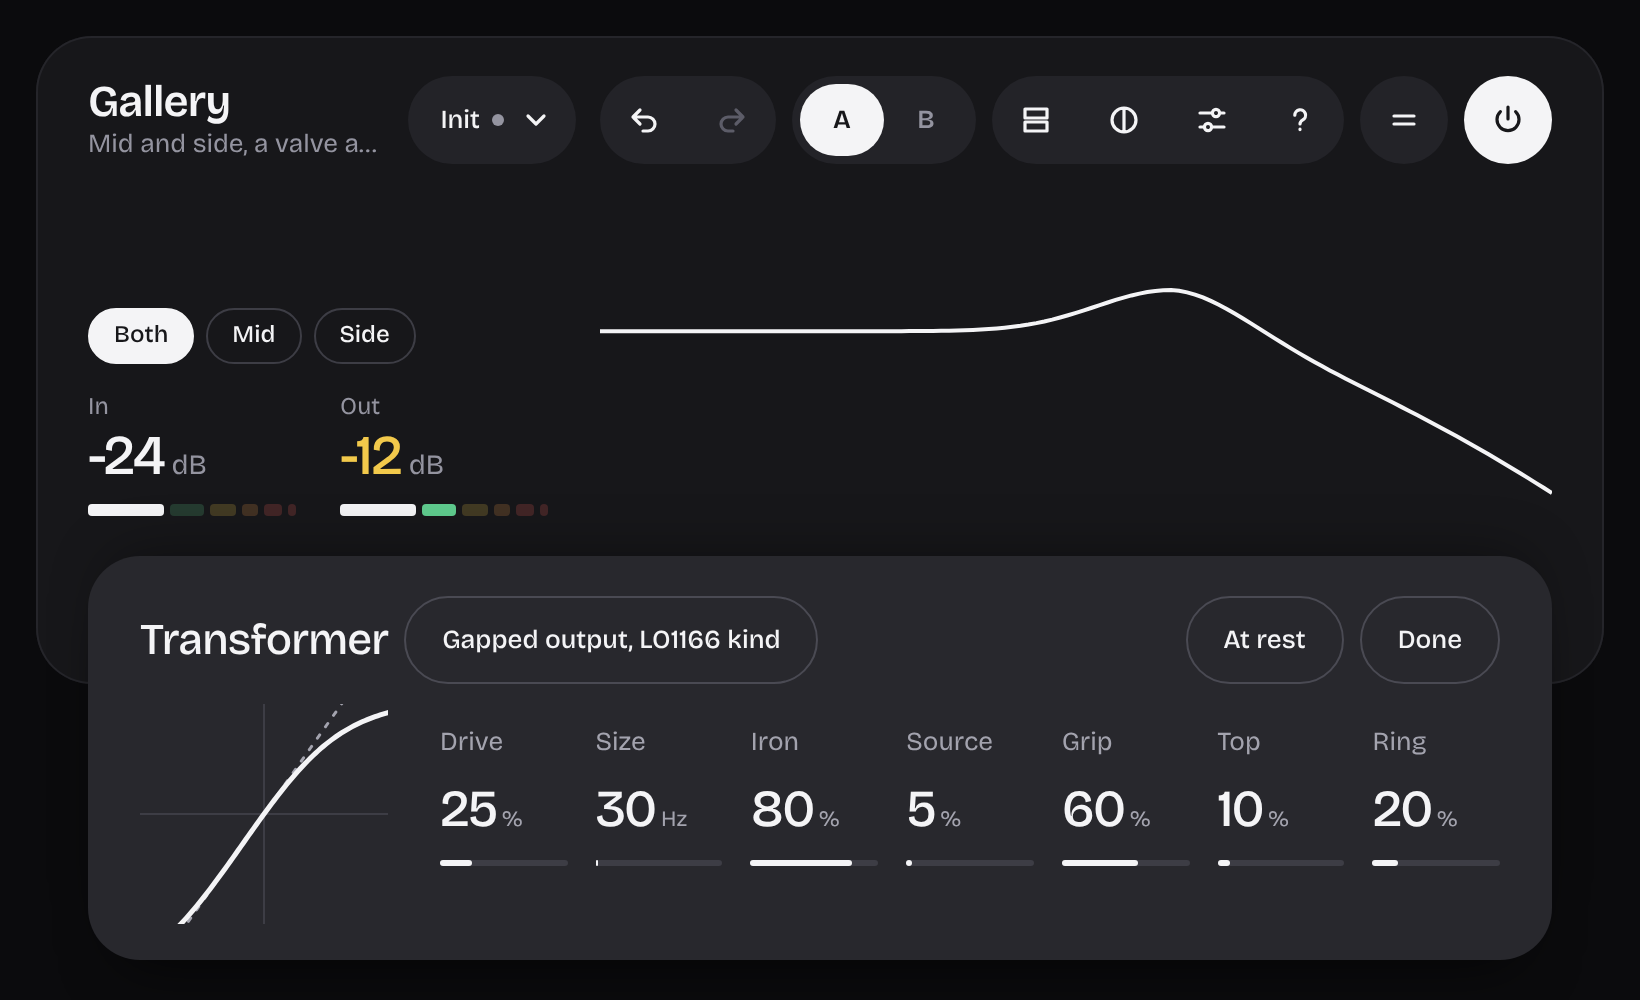 Gallery
Mid and side, a valve a...
Init
A
B
?
Both
Mid
Side
In
Out
-24 dB
-12 dB
Transformer
Gapped output, LO1166 kind
At rest
Done
Drive
Size
Iron
Source
Grip
Top
Ring
25 %
30 Hz
80 %
5 %
60 %
10 %
20 %